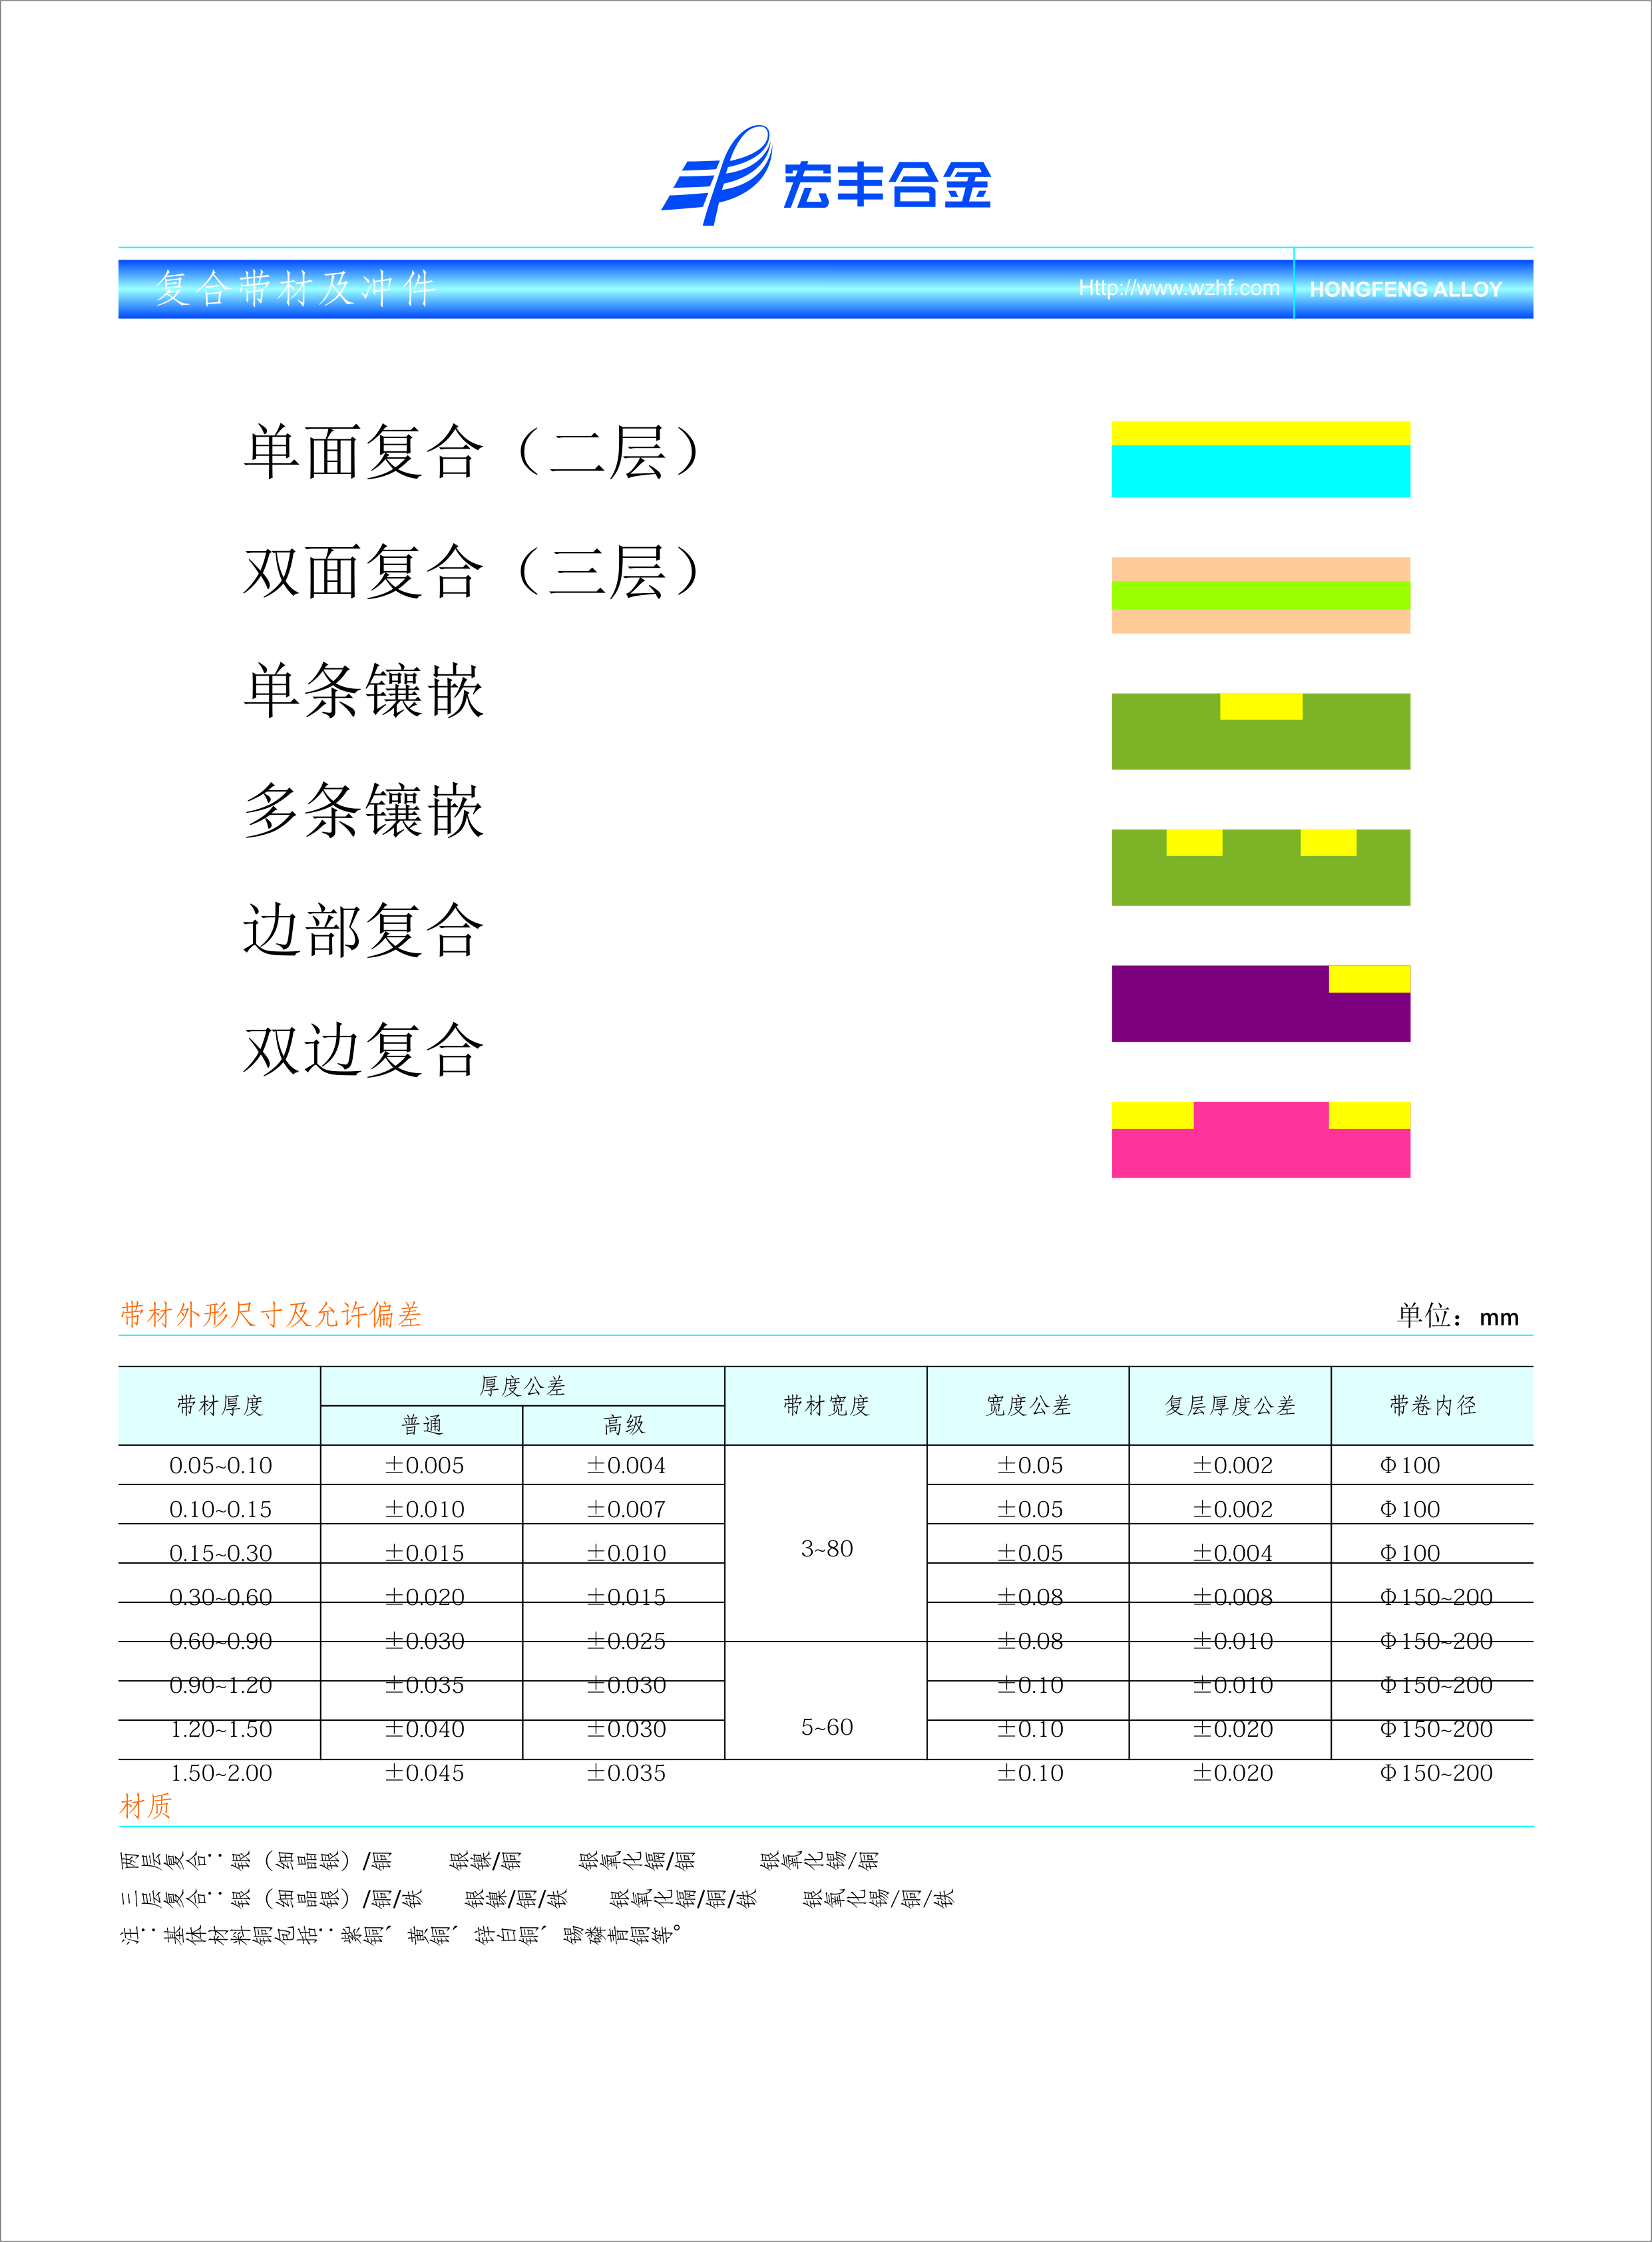 宏丰合金
复合带材及冲件 Http://www.wzhf.com HONGFENG ALLOY
单面复合（二层）
双面复合（三层）
单条镶嵌
多条镶嵌
边部复合
双边复合
带材外形尺寸及允许偏差 单位：mm
带材厚度 厚度公差 带材宽度 宽度公差 复层厚度公差 带卷内径
普通 高级
0.05~0.10 ±0.005 ±0.004 ±0.05 ±0.002 Φ100
0.10~0.15 ±0.010 ±0.007 ±0.05 ±0.002 Φ100
0.15~0.30 ±0.015 ±0.010 3~80 ±0.05 ±0.004 Φ100
0.30~0.60 ±0.020 ±0.015 ±0.08 ±0.008 Φ150~200
0.60~0.90 ±0.030 ±0.025 ±0.08 ±0.010 Φ150~200
0.90~1.20 ±0.035 ±0.030 ±0.10 ±0.010 Φ150~200
1.20~1.50 ±0.040 ±0.030 5~60 ±0.10 ±0.020 Φ150~200
1.50~2.00 ±0.045 ±0.035 ±0.10 ±0.020 Φ150~200
材质
两层复合：银（细晶银）/铜 银镍/铜 银氧化镉/铜 银氧化锡/铜
三层复合：银（细晶银）/铜/铁 银镍/铜/铁 银氧化镉/铜/铁 银氧化锡/铜/铁
注：基体材料铜包括：紫铜、黄铜、锌白铜、锡磷青铜等。